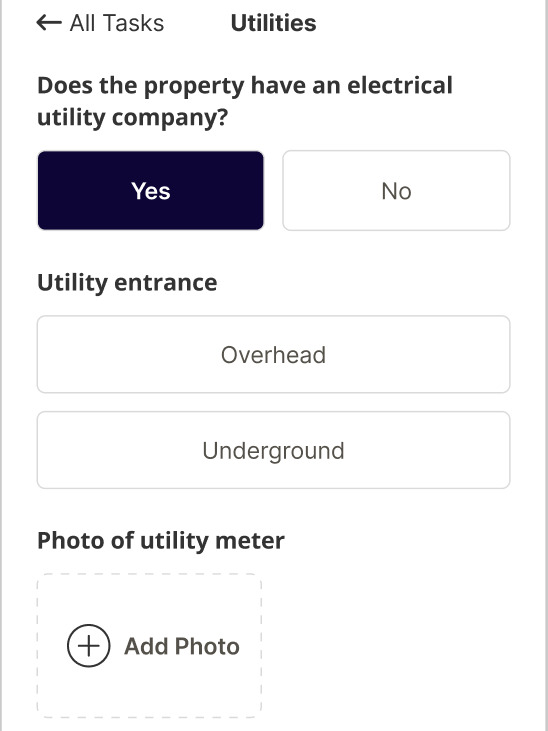 ← All Tasks Utilities
Does the property have an electrical
utility company?
Yes No
Utility entrance
Overhead
Underground
Photo of utility meter
Add Photo